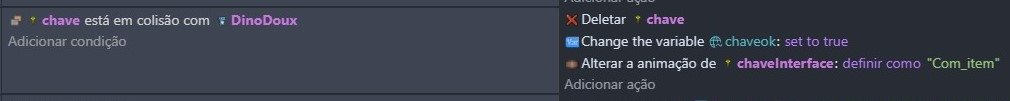 Adicionar ação
chave está em colisão com DinoDoux
Adicionar condição
Deletar chave
Change the variable chaveok: set to true
Alterar a animação de chaveInterface: definir como "Com_item"
Adicionar ação